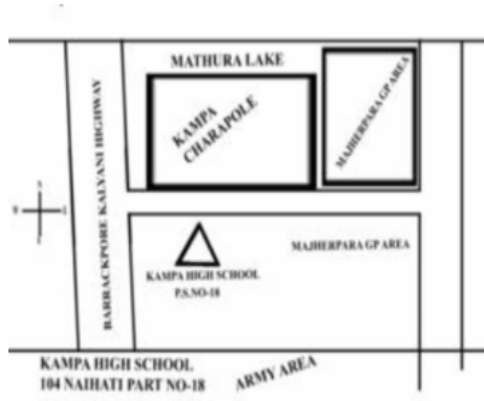 MATHURA LAKE
KAMPA
CHARAPOLE
MAJHERPARA GP AREA
BARRACKPORE KALYANI HIGHWAY
MAJHERPARA GP AREA
KAMPA HIGH SCHOOL
P.S.NO-18
KAMPA HIGH SCHOOL
104 NAIHATI PART NO-18
ARMY AREA